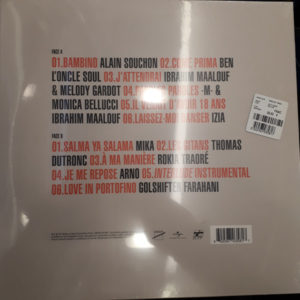 FACE A
01.BAMBINO ALAIN SOUCHON 02.COME PRIMA BEN
L'ONCLE SOUL 03.J'ATTENDRAI IBRAHIM MAALOUF
& MELODY GARDOT 04.PAROLES PAROLES -M- &
MONICA BELLUCCI 05.IL VENAIT D'AVOIR 18 ANS
IBRAHIM MAALOUF 06.LAISSEZ-MOI DANSER IZIA
FACE B
01.SALMA YA SALAMA MIKA 02.LES GITANS THOMAS
DUTRONC 03.À MA MANIÈRE ROKIA TRAORÉ
04.JE ME REPOSE ARNO 05.INTERLUDE INSTRUMENTAL
06.LOVE IN PORTOFINO GOLSHIFTEH FARAHANI